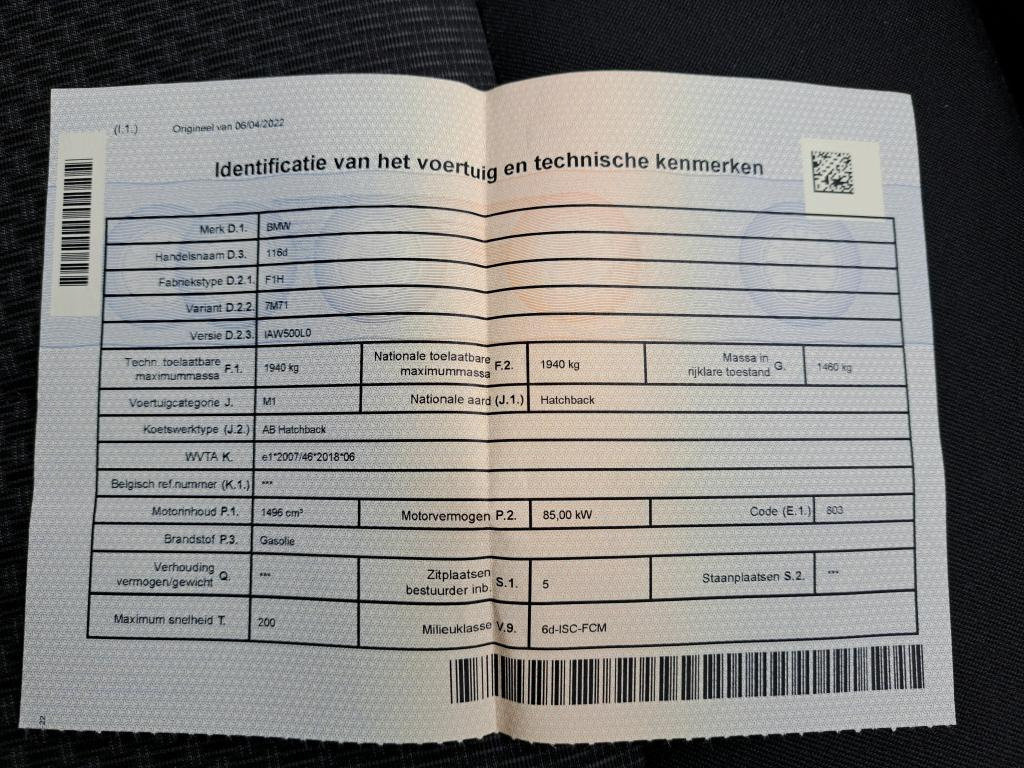 (I.1.) Origineel van 06/04/2022
Identificatie van het voertuig en technische kenmerken
Merk D.1. BMW
Handelsnaam D.3. 116d
Fabriekstype D.2.1. F1H
Variant D.2.2. 7M71
Versie D.2.3. IAW500L0
Techn. toelaatbare maximummassa F.1. 1940 kg Nationale toelaatbare maximummassa F.2. 1940 kg Massa in rijklare toestand G. 1460 kg
Voertuigcategorie J. M1 Nationale aard (J.1.) Hatchback
Koetswerktype (J.2.) AB Hatchback
WVTA K. e1*2007/46*2018*06
Belgisch ref.nummer (K.1.) ***
Motorinhoud P.1. 1496 cm³ Motorvermogen P.2. 85,00 kW Code (E.1.) 803
Brandstof P.3. Gasolie
Verhouding vermogen/gewicht Q. *** Zitplaatsen bestuurder inb. S.1. 5 Staanplaatsen S.2. ***
Maximum snelheid T. 200 Milieuklasse V.9. 6d-ISC-FCM